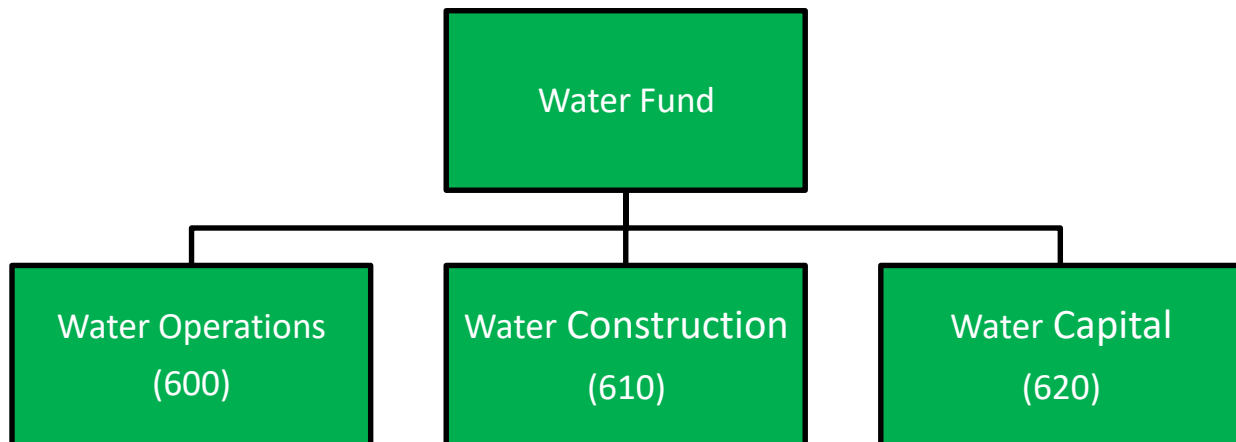 Water Fund
Water Operations
(600)
Water Construction
(610)
Water Capital
(620)